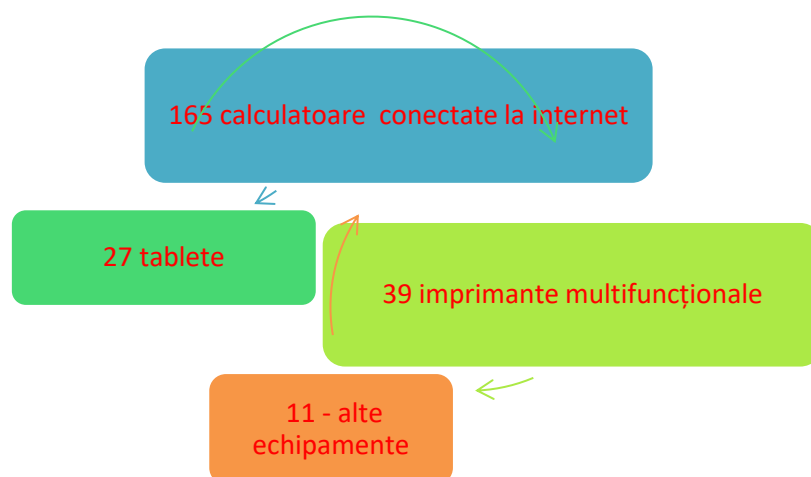 165 calculatoare  conectate la internet
27 tablete
39 imprimante multifuncționale
11 - alte
echipamente